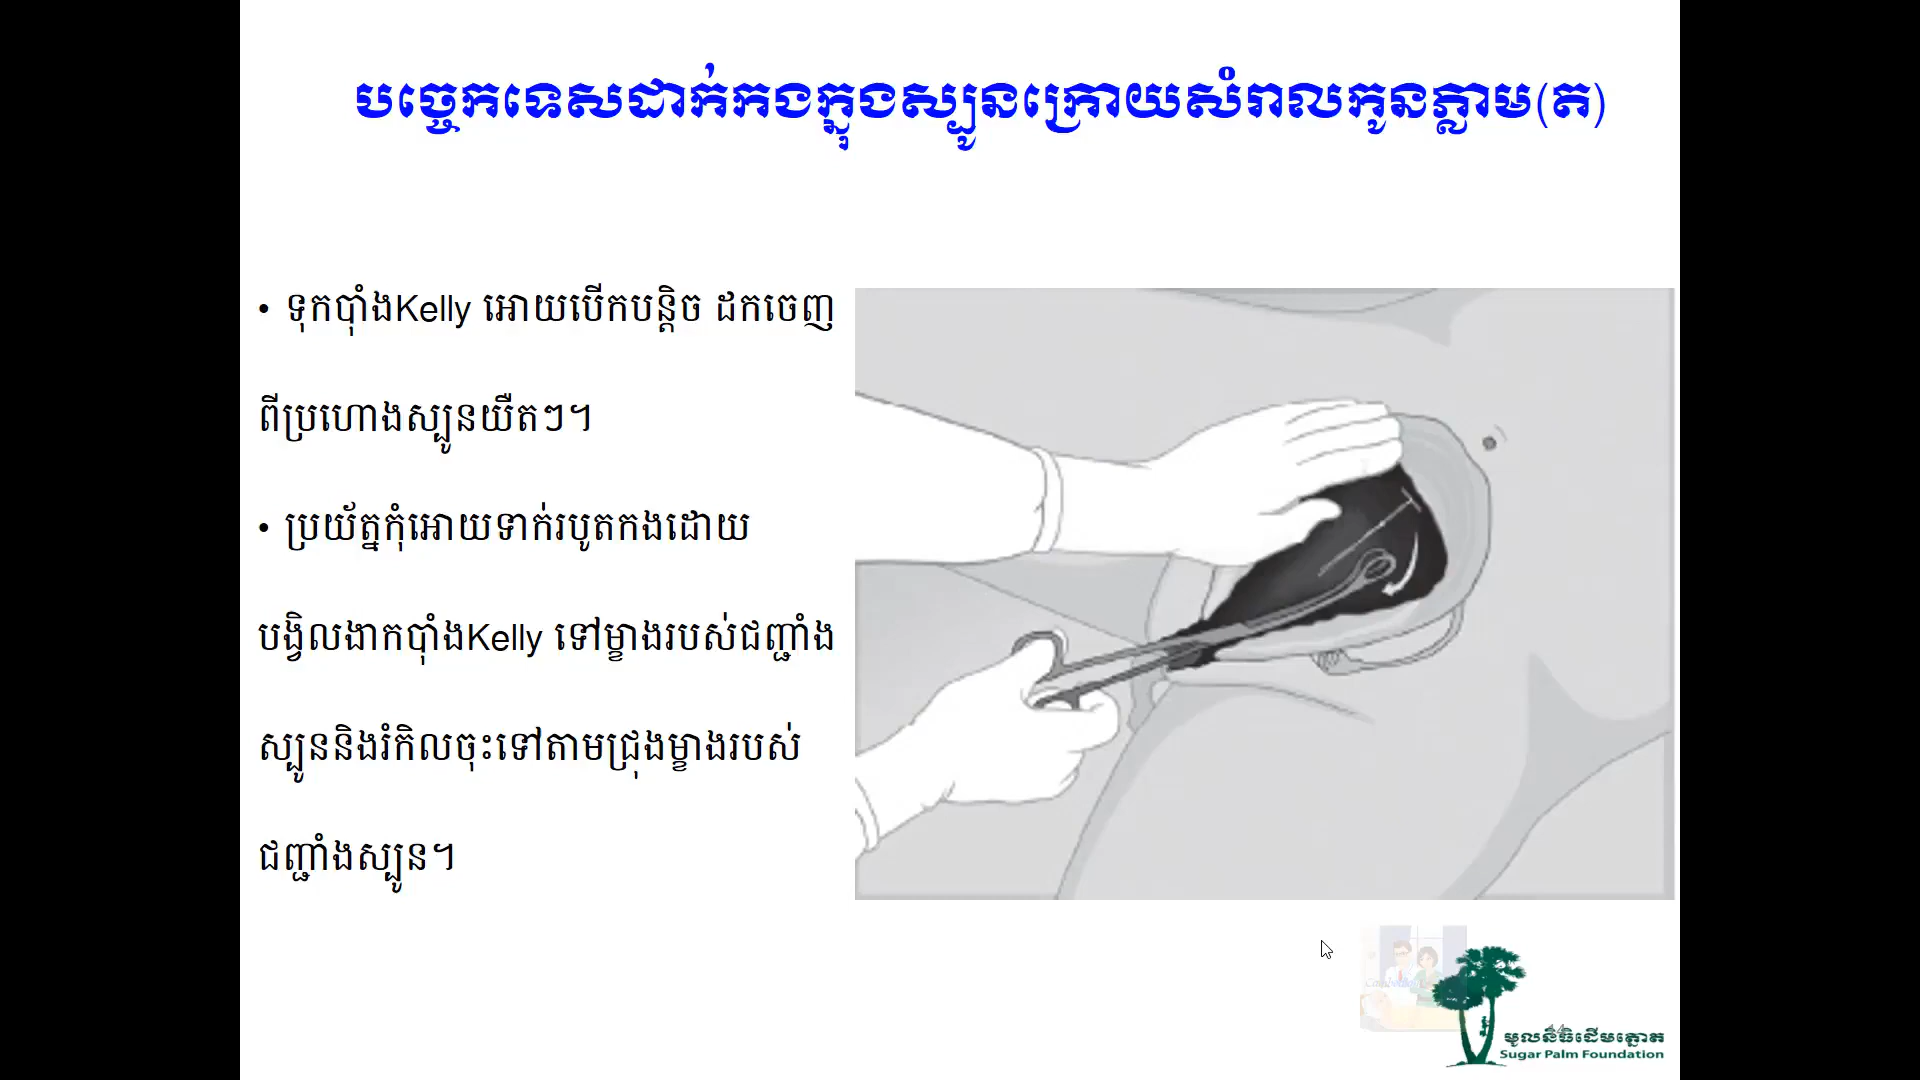 បច្ចេកទេសដាក់កងក្នុងស្បូនក្រោយសំរាលកូនភ្លាម(ត)
• ទុកប៉ាំងKelly អោយបើកបន្តិច ដកចេញ
ពីប្រហោងស្បូនយឺតៗ។
• ប្រយ័ត្នកុំអោយទាក់របូតកងដោយ
បង្វិលងាកប៉ាំងKelly ទៅម្ខាងរបស់ជញ្ជាំង
ស្បូននិងរំកិលចុះទៅតាមជ្រុងម្ខាងរបស់
ជញ្ជាំងស្បូន។
មូលនិធិដើមត្នោត
Sugar Palm Foundation